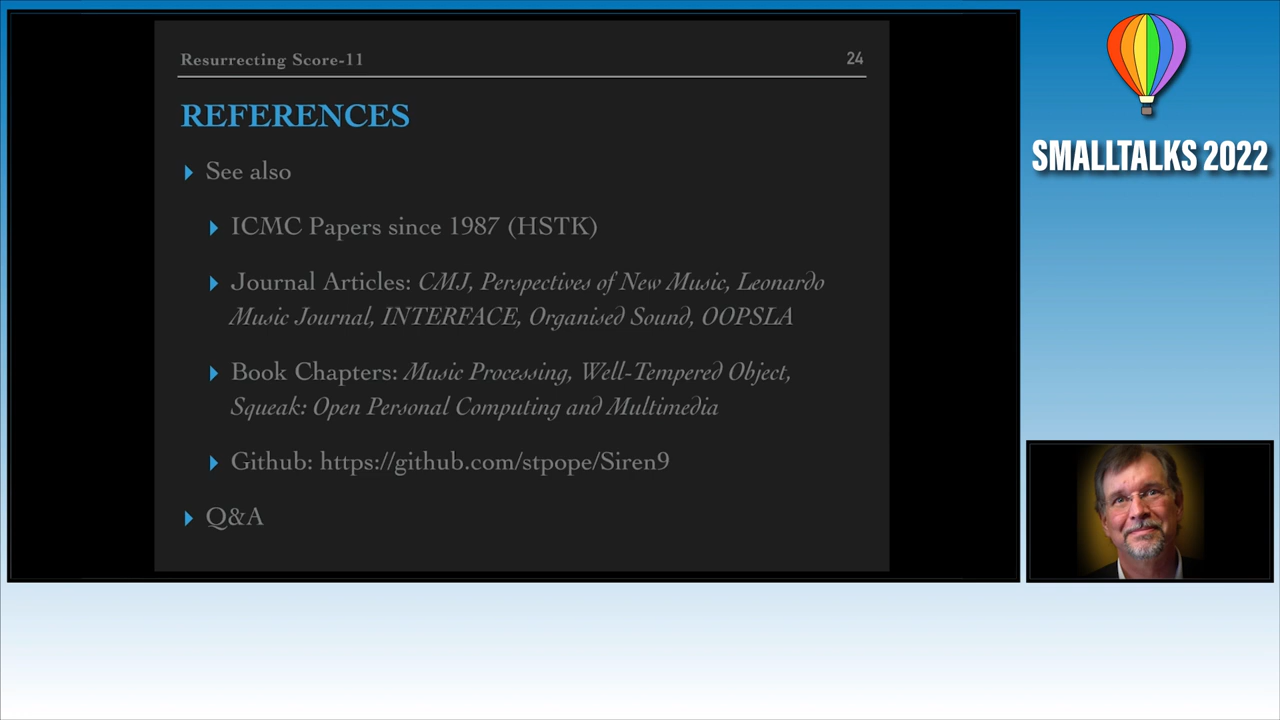 Resurrecting Score-11
24
REFERENCES
See also
ICMC Papers since 1987 (HSTK)
Journal Articles: CMJ, Perspectives of New Music, Leonardo
Music Journal, INTERFACE, Organised Sound, OOPSLA
Book Chapters: Music Processing, Well-Tempered Object,
Squeak: Open Personal Computing and Multimedia
Github: https://github.com/stpope/Siren9
Q&A
SMALLTALKS 2022